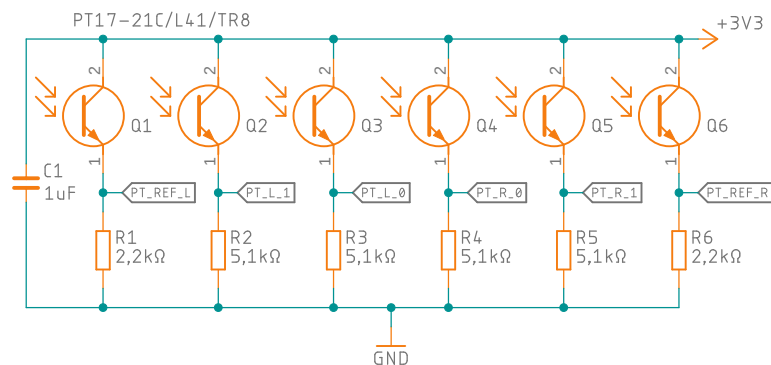 PT17-21C/L41/TR8
+3V3
2 2 2 2 2 2
Q1 Q2 Q3 Q4 Q5 Q6
1 1 1 1 1 1
C1
1uF
PT_REF_L PT_L_1 PT_L_0 PT_R_0 PT_R_1 PT_REF_R
R1 R2 R3 R4 R5 R6
2,2kΩ 5,1kΩ 5,1kΩ 5,1kΩ 5,1kΩ 2,2kΩ
GND